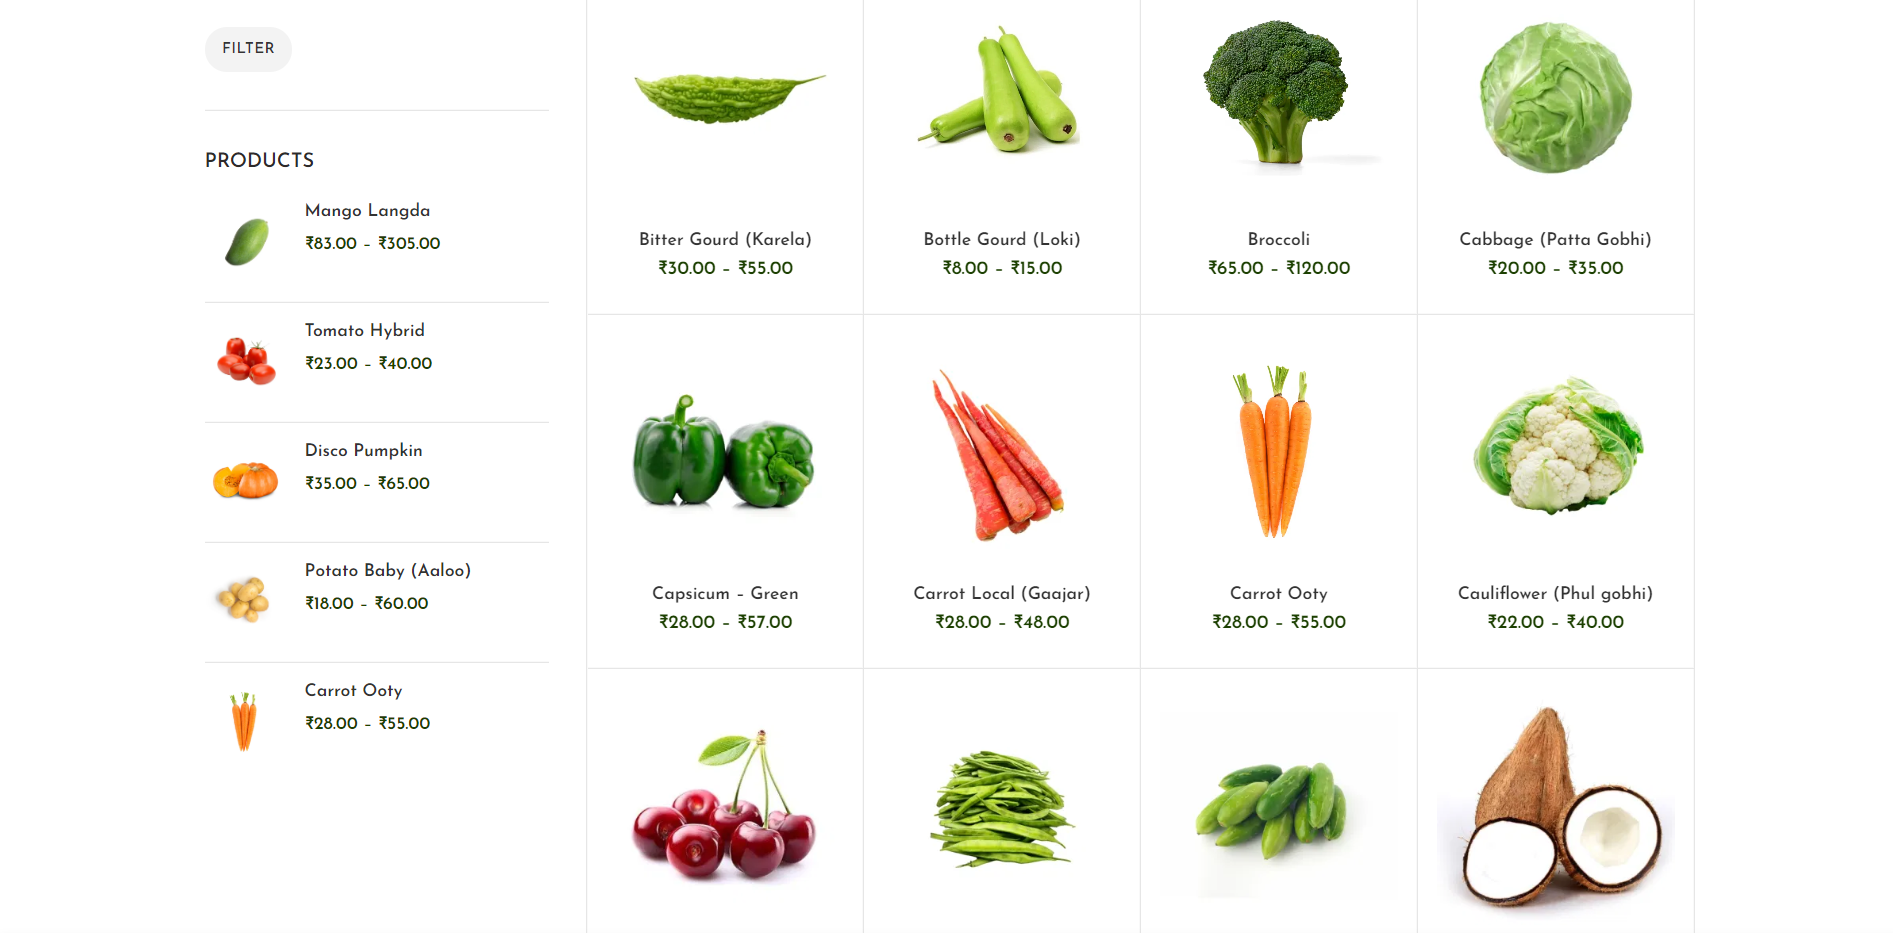 FILTER
PRODUCTS
Mango Langda
₹83.00 – ₹305.00
Tomato Hybrid
₹23.00 – ₹40.00
Disco Pumpkin
₹35.00 – ₹65.00
Potato Baby (Aaloo)
₹18.00 – ₹60.00
Carrot Ooty
₹28.00 – ₹55.00
Bitter Gourd (Karela)
₹30.00 – ₹55.00
Bottle Gourd (Loki)
₹8.00 – ₹15.00
Broccoli
₹65.00 – ₹120.00
Cabbage (Patta Gobhi)
₹20.00 – ₹35.00
Capsicum – Green
₹28.00 – ₹57.00
Carrot Local (Gaajar)
₹28.00 – ₹48.00
Carrot Ooty
₹28.00 – ₹55.00
Cauliflower (Phul gobhi)
₹22.00 – ₹40.00